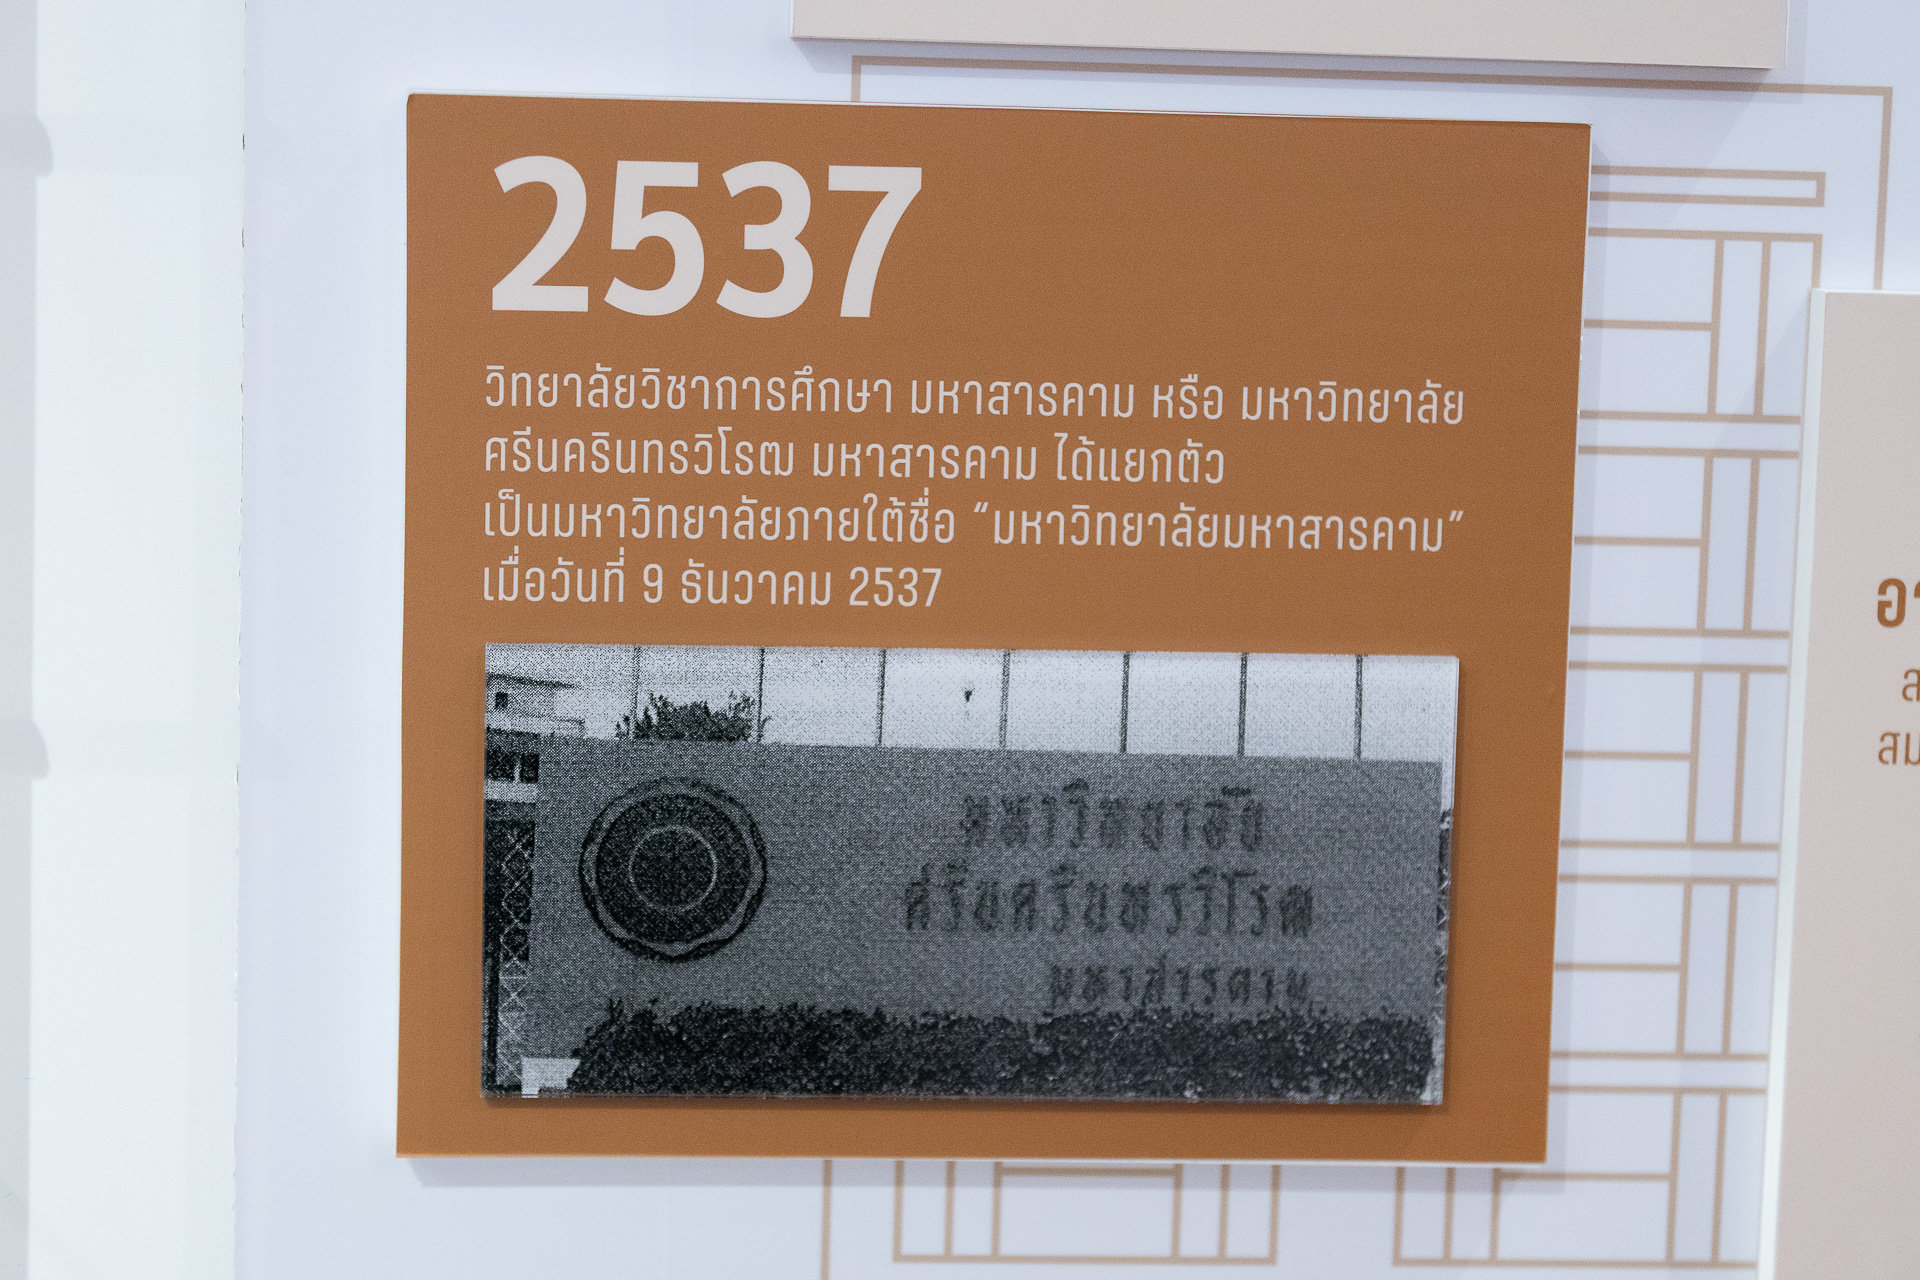 2537
วิทยาลัยวิชาการศึกษา มหาสารคาม หรือ มหาวิทยาลัย
ศรีนครินทรวิโรฒ มหาสารคาม ได้แยกตัว
เป็นมหาวิทยาลัยภายใต้ชื่อ “มหาวิทยาลัยมหาสารคาม”
เมื่อวันที่ 9 ธันวาคม 2537
มหาวิทยาลัย
ศรีนครินทรวิโรฒ
มหาสารคาม